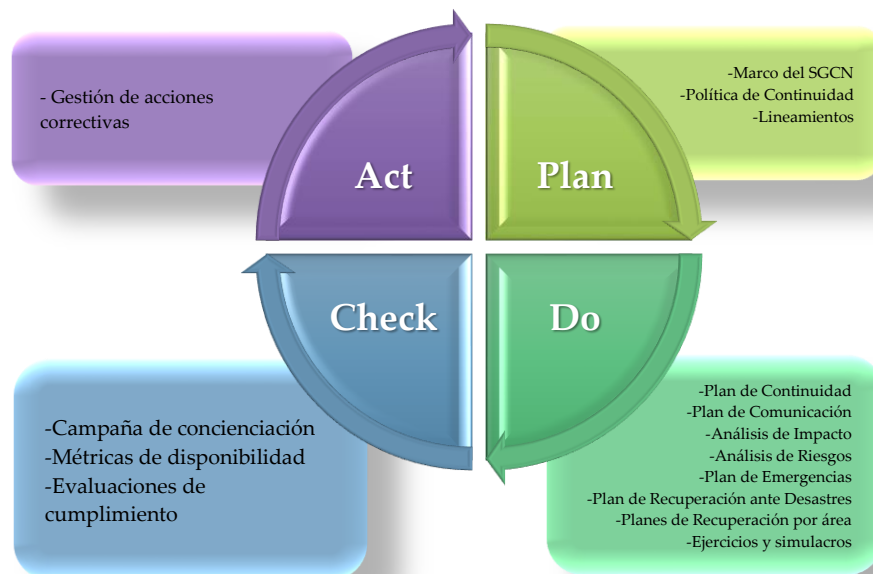 - Gestión de acciones
correctivas
-Marco del SGCN
-Política de Continuidad
-Lineamientos
Act
Plan
Check
Do
-Campaña de concienciación
-Métricas de disponibilidad
-Evaluaciones de
cumplimiento
-Plan de Continuidad
-Plan de Comunicación
-Análisis de Impacto
-Análisis de Riesgos
-Plan de Emergencias
-Plan de Recuperación ante Desastres
-Planes de Recuperación por área
-Ejercicios y simulacros